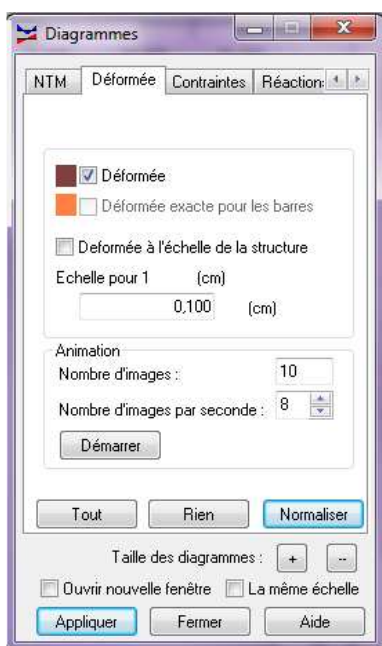 Diagrammes
NTM Déformée Contraintes Réaction:
Déformée
Déformée exacte pour les barres
Deformée à l'échelle de la structure
Echelle pour 1 (cm)
0,100 (cm)
Animation
Nombre d'images : 10
Nombre d'images par seconde : 8
Démarrer
Tout Rien Normaliser
Taille des diagrammes : + --
Ouvrir nouvelle fenêtre La même échelle
Appliquer Fermer Aide